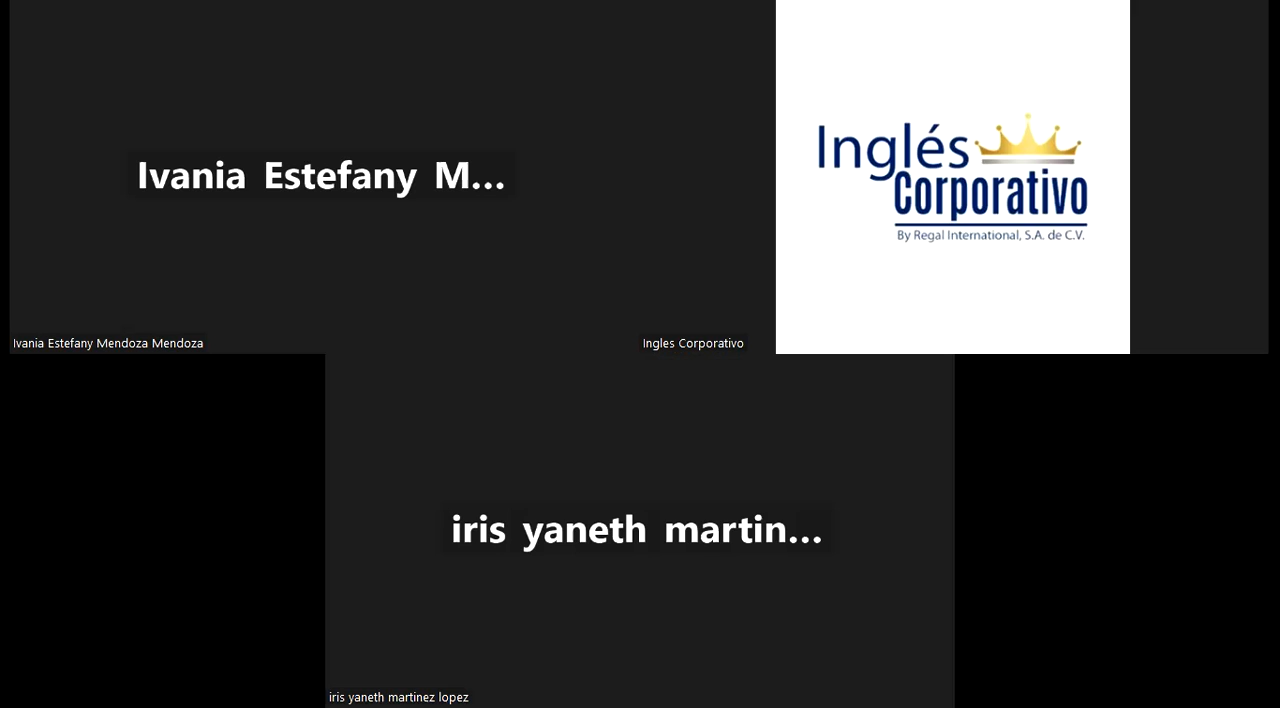 Ivania Estefany M...
Ivania Estefany Mendoza Mendoza
Inglés
Corporativo
By Regal International, S.A. de C.V.
Ingles Corporativo
iris yaneth martin...
iris yaneth martinez lopez